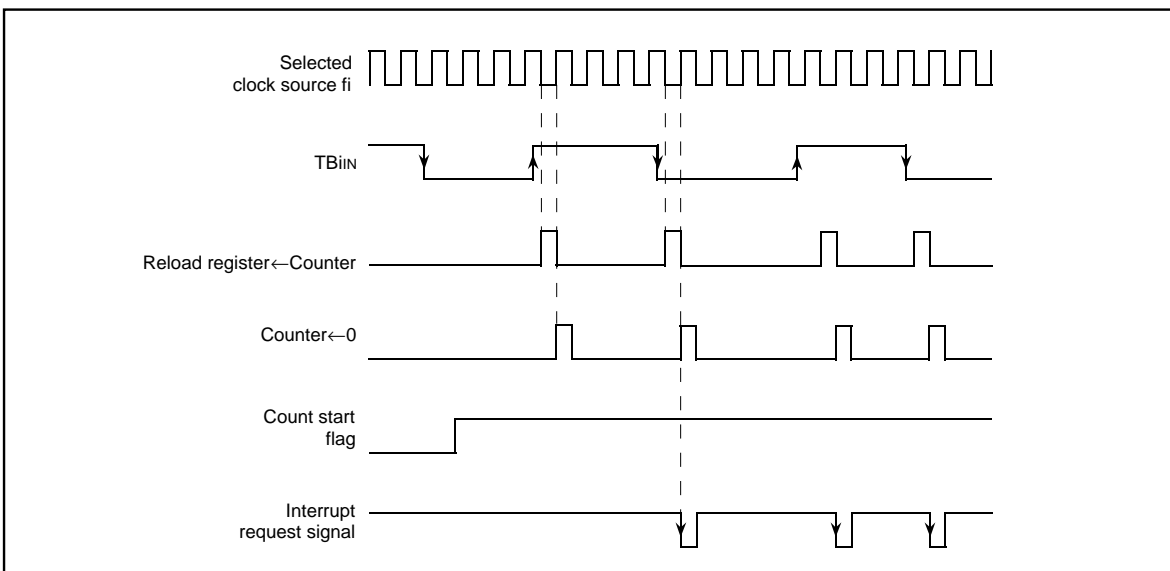 Selected
clock source fi
TBiIN
Reload register←Counter
Counter←0
Count start
flag
Interrupt
request signal